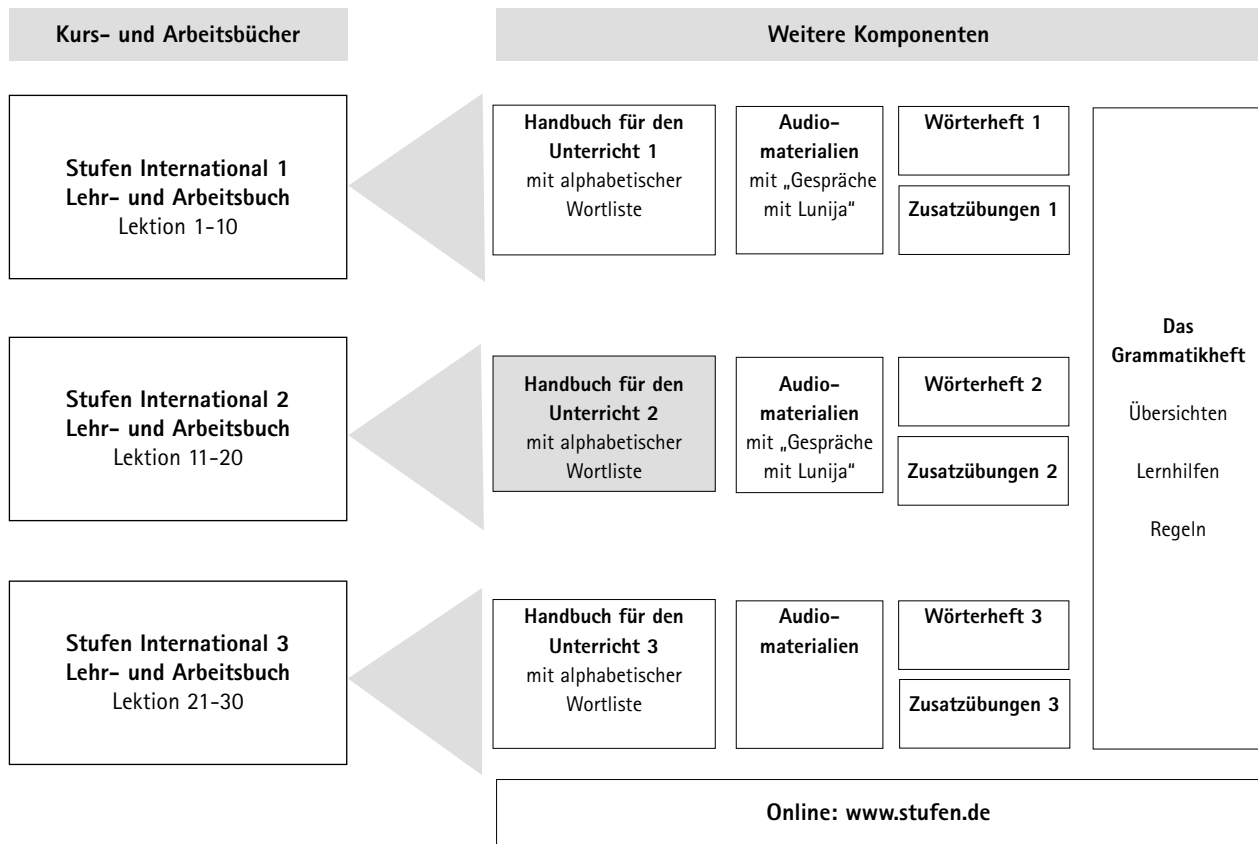 Kurs- und Arbeitsbücher
Weitere Komponenten
Stufen International 1
Lehr- und Arbeitsbuch
Lektion 1-10
Handbuch für den
Unterricht 1
mit alphabetischer
Wortliste
Audio-
materialien
mit „Gespräche
mit Lunija“
Wörterheft 1
Zusatzübungen 1
Stufen International 2
Lehr- und Arbeitsbuch
Lektion 11-20
Handbuch für den
Unterricht 2
mit alphabetischer
Wortliste
Audio-
materialien
mit „Gespräche
mit Lunija“
Wörterheft 2
Zusatzübungen 2
Stufen International 3
Lehr- und Arbeitsbuch
Lektion 21-30
Handbuch für den
Unterricht 3
mit alphabetischer
Wortliste
Audio-
materialien
Wörterheft 3
Zusatzübungen 3
Das
Grammatikheft
Übersichten
Lernhilfen
Regeln
Online: www.stufen.de